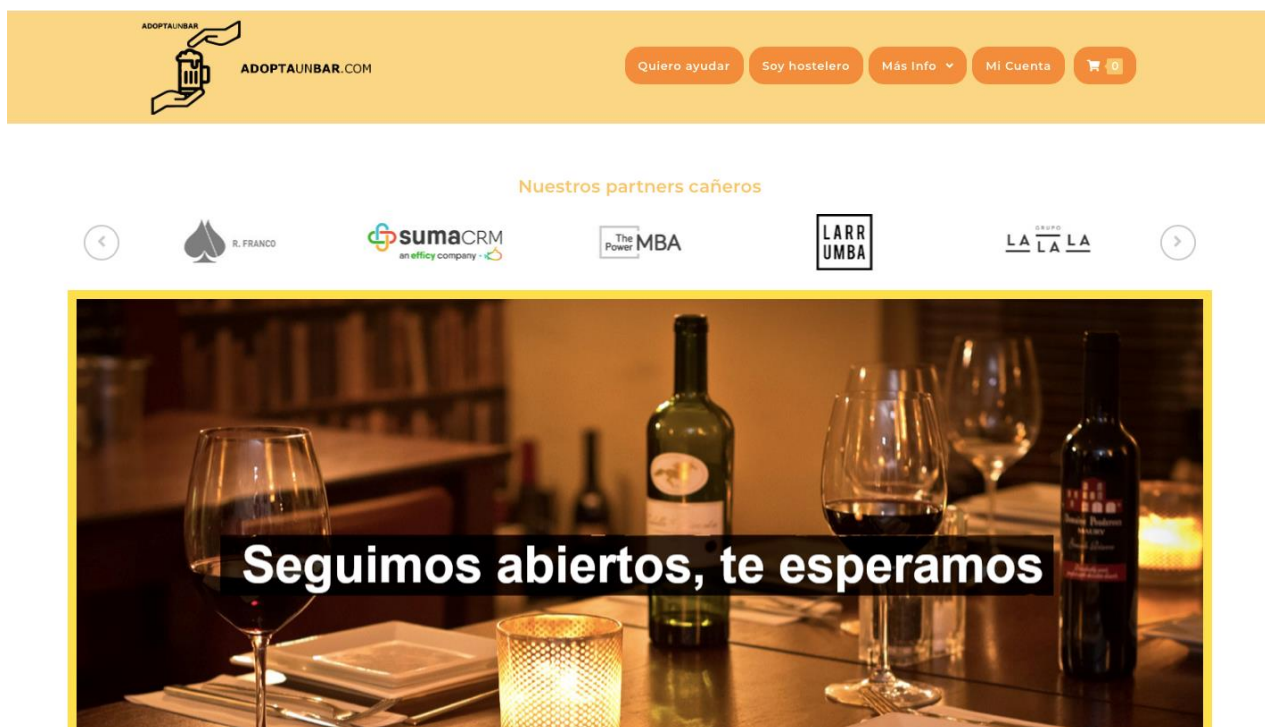 ADOPTAUNBAR
ADOPTAUNBAR.COM
Quiero ayudar
Soy hostelero
Más Info
Mi Cuenta
0
Nuestros partners cañeros
R. FRANCO
sumaCRM
an efficy company
The Power MBA
LARR
UMBA
GRUPO
LA LA LA
Seguimos abiertos, te esperamos
MAURY